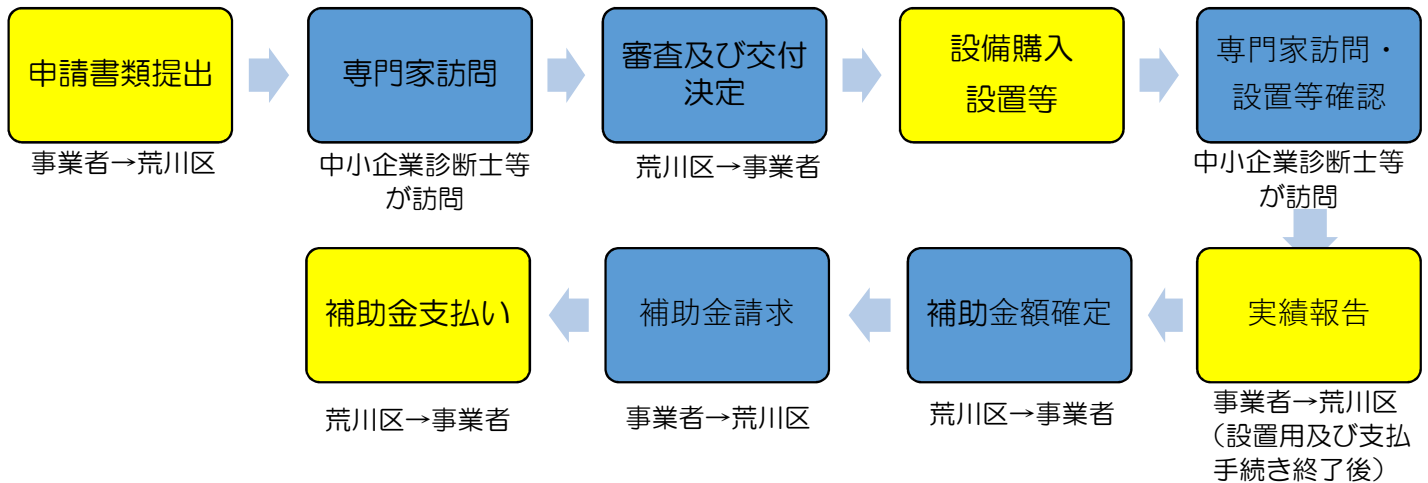 申請書類提出
事業者→荒川区
専門家訪問
中小企業診断士等
が訪問
審査及び交付
決定
荒川区→事業者
設備購入
設置等
専門家訪問・
設置等確認
中小企業診断士等
が訪問
実績報告
事業者→荒川区
（設置用及び支払
手続き終了後）
補助金額確定
荒川区→事業者
補助金請求
事業者→荒川区
補助金支払い
荒川区→事業者